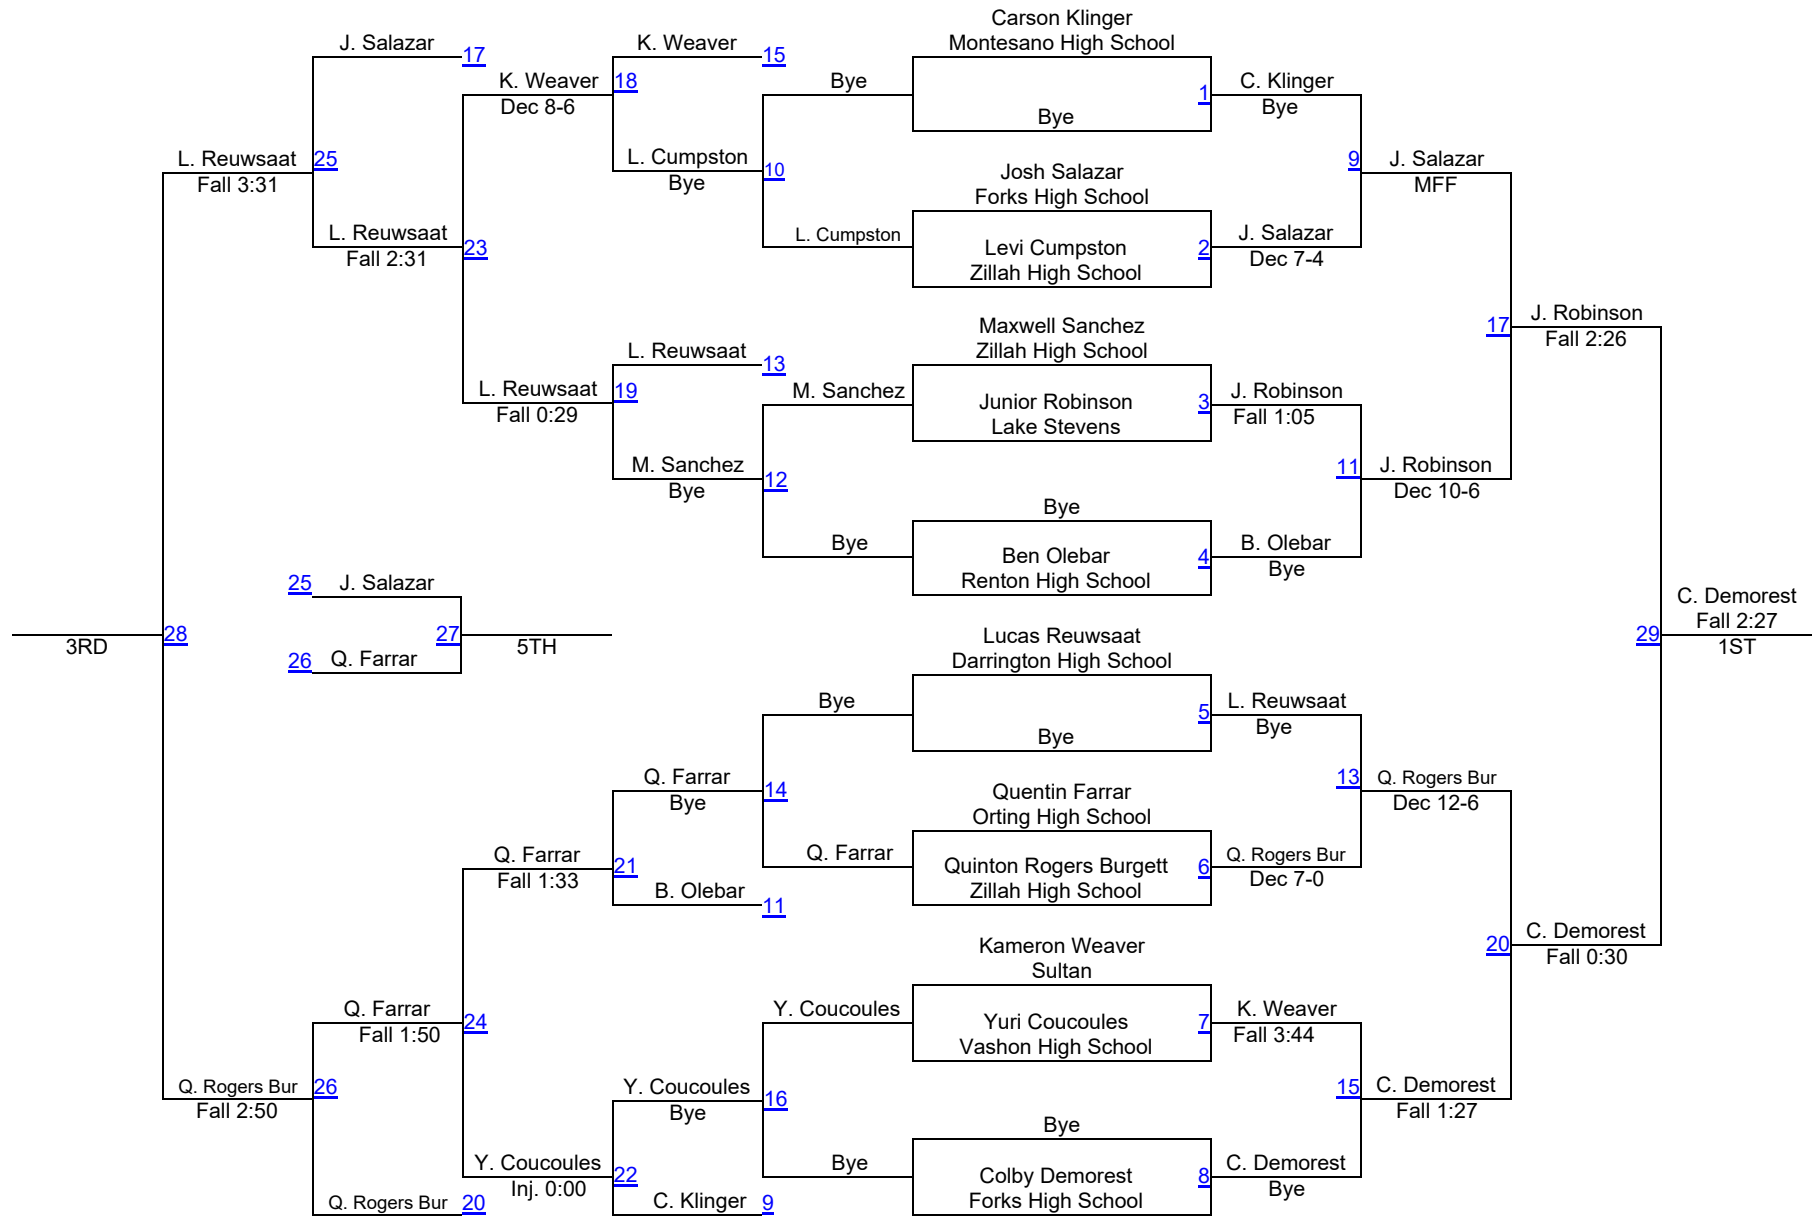 Carson Klinger
Montesano High School
J. Salazar
17
K. Weaver
15
K. Weaver
18
Dec 8-6
Bye
1
C. Klinger
Bye
Bye
L. Cumpston
Bye
10
L. Reuwsaat
25
Fall 3:31
Josh Salazar
Forks High School
9
J. Salazar
MFF
L. Reuwsaat
Fall 2:31
23
L. Cumpston
Levi Cumpston
Zillah High School
2
J. Salazar
Dec 7-4
Maxwell Sanchez
Zillah High School
17
J. Robinson
Fall 2:26
L. Reuwsaat
13
L. Reuwsaat
19
Fall 0:29
M. Sanchez
Junior Robinson
Lake Stevens
3
J. Robinson
Fall 1:05
M. Sanchez
Bye
12
11
J. Robinson
Dec 10-6
Bye
Bye
Ben Olebar
Renton High School
4
B. Olebar
Bye
25
J. Salazar
3RD
28
27
5TH
26
Q. Farrar
29
C. Demorest
Fall 2:27
1ST
Lucas Reuwsaat
Darrington High School
Bye
5
L. Reuwsaat
Bye
Bye
Q. Farrar
Bye
14
Quentin Farrar
Orting High School
13
Q. Rogers Bur
Dec 12-6
Q. Farrar
Fall 1:33
21
Q. Farrar
Quinton Rogers Burgett
Zillah High School
6
Q. Rogers Bur
Dec 7-0
B. Olebar
11
Kameron Weaver
Sultan
20
C. Demorest
Fall 0:30
Q. Farrar
Fall 1:50
24
Y. Coucoules
Yuri Coucoules
Vashon High School
7
K. Weaver
Fall 3:44
Q. Rogers Bur
26
Fall 2:50
Y. Coucoules
Bye
16
15
C. Demorest
Fall 1:27
Bye
Y. Coucoules
Inj. 0:00
22
Bye
Colby Demorest
Forks High School
8
C. Demorest
Bye
Q. Rogers Bur
20
C. Klinger
9